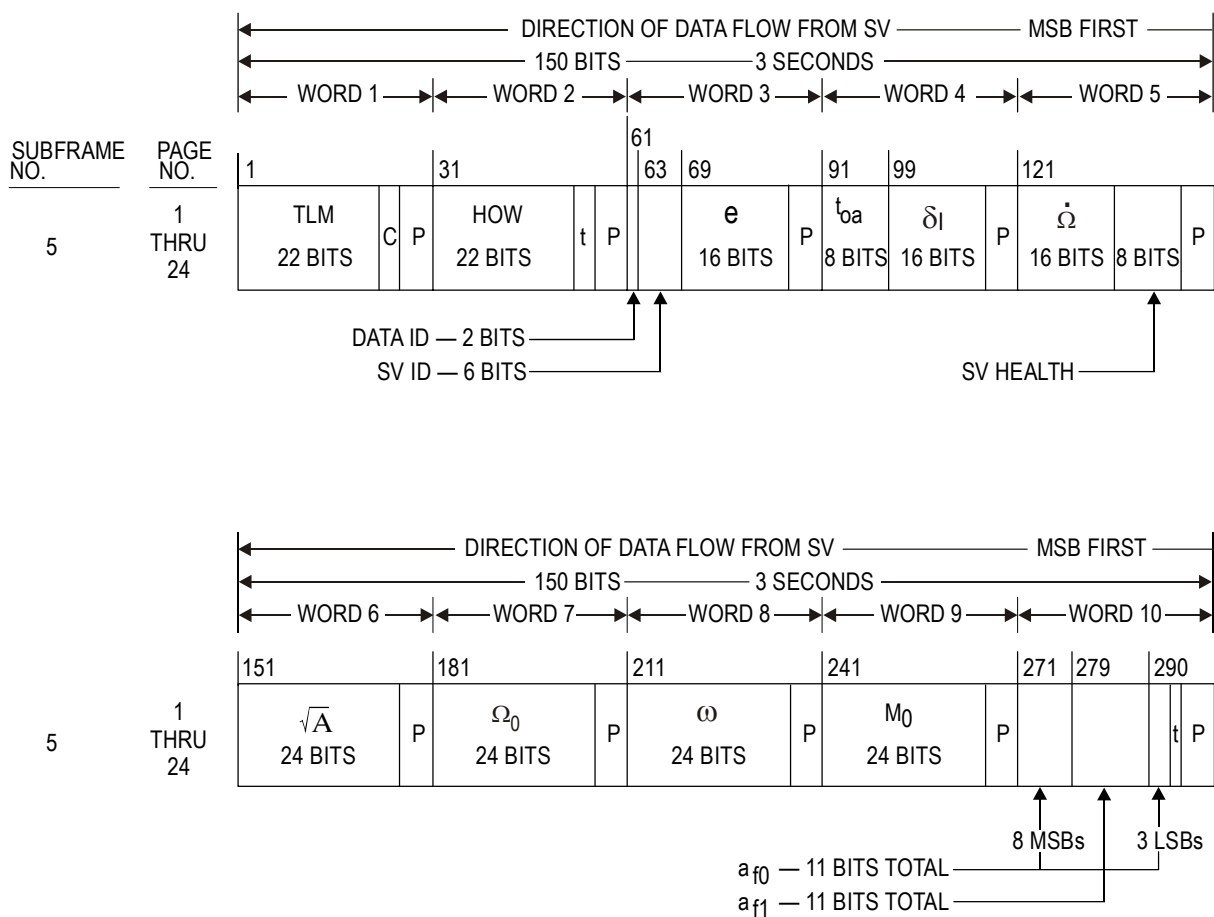 DIRECTION OF DATA FLOW FROM SV MSB FIRST
150 BITS 3 SECONDS
WORD 1 WORD 2 WORD 3 WORD 4 WORD 5
61
SUBFRAME NO. PAGE NO. 1 31 63 69 91 99 121
5 1 THRU 24
TLM 22 BITS C P HOW 22 BITS t P e 16 BITS P toa 8 BITS δI 16 BITS P Ω̇ 16 BITS 8 BITS P
DATA ID — 2 BITS
SV ID — 6 BITS SV HEALTH
DIRECTION OF DATA FLOW FROM SV MSB FIRST
150 BITS 3 SECONDS
WORD 6 WORD 7 WORD 8 WORD 9 WORD 10
151 181 211 241 271 279 290
5 1 THRU 24
√A 24 BITS P Ω0 24 BITS P ω 24 BITS P M0 24 BITS P t P
8 MSBs 3 LSBs
af0 — 11 BITS TOTAL
af1 — 11 BITS TOTAL